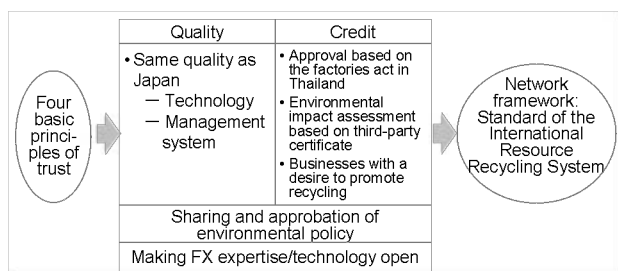 Four
basic
princi-
ples of
trust
Quality
• Same quality as
Japan
— Technology
— Management
system
Credit
• Approval based on
the factories act in
Thailand
• Environmental
impact assessment
based on third-party
certificate
• Businesses with a
desire to promote
recycling
Sharing and approbation of
environmental policy
Making FX expertise/technology open
Network
framework:
Standard of the
International
Resource
Recycling System